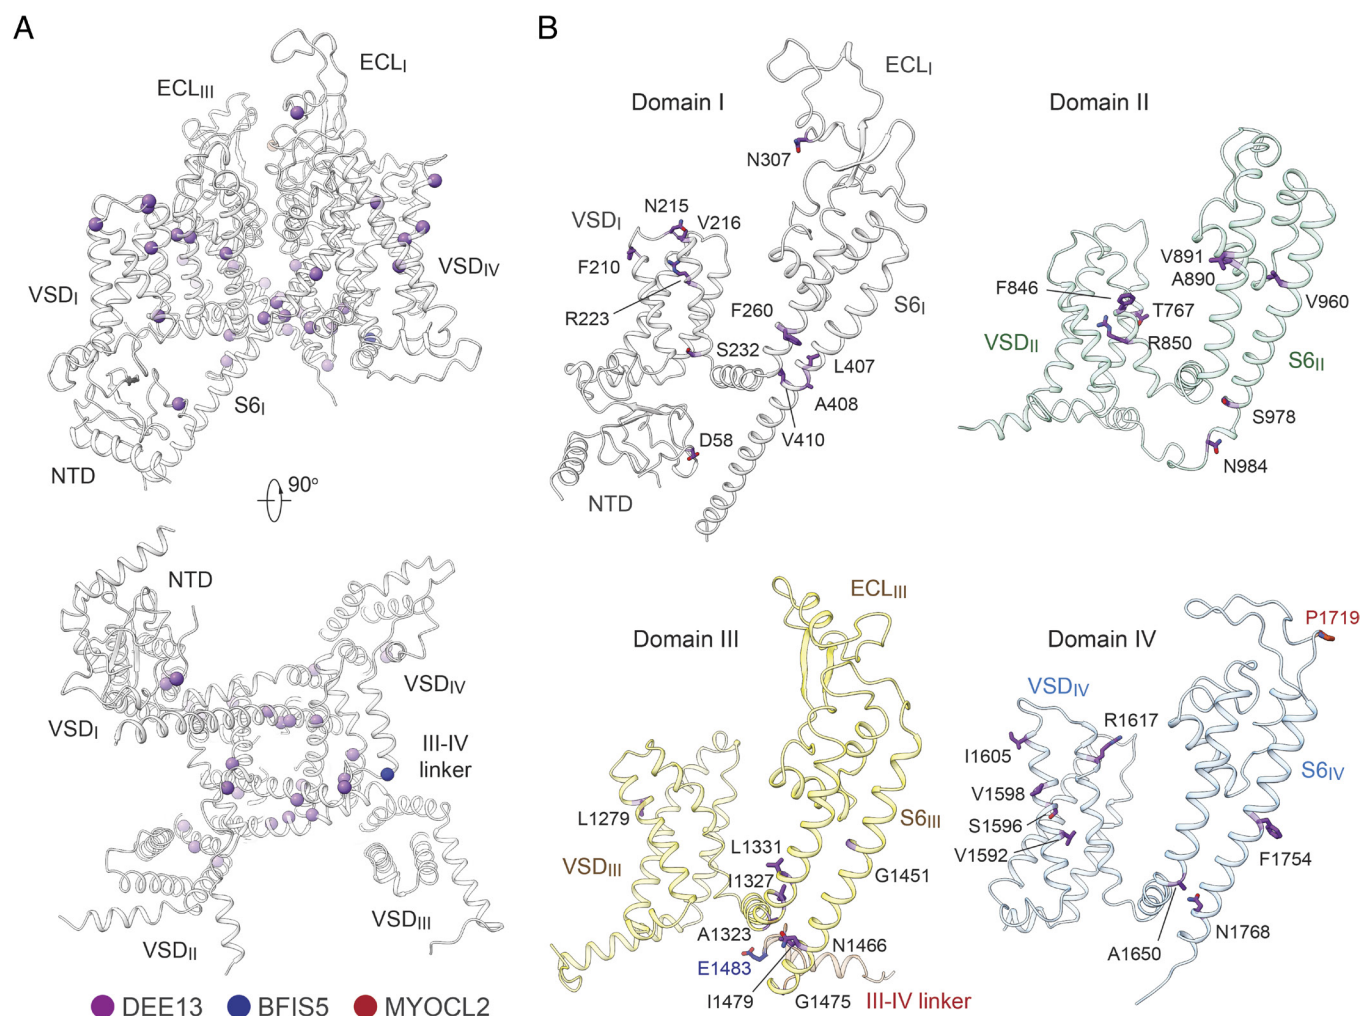 A
ECLI
ECLIII
VSDI
VSDIV
S6I
NTD
90°
NTD
VSDI
VSDIV
III-IV
linker
VSDIII
VSDII
DEE13
BFIS5
MYOCL2
B
Domain I
ECLI
N307
N215
V216
VSDI
F210
R223
F260
S6I
S232
L407
A408
V410
D58
NTD
Domain II
V891
A890
F846
T767
V960
VSDII
R850
S6II
S978
N984
Domain III
ECLIII
L1279
L1331
S6III
VSDIII
I1327
G1451
A1323
N1466
E1483
I1479
G1475
III-IV linker
Domain IV
P1719
VSDIV
R1617
I1605
S6IV
V1598
S1596
V1592
F1754
N1768
A1650